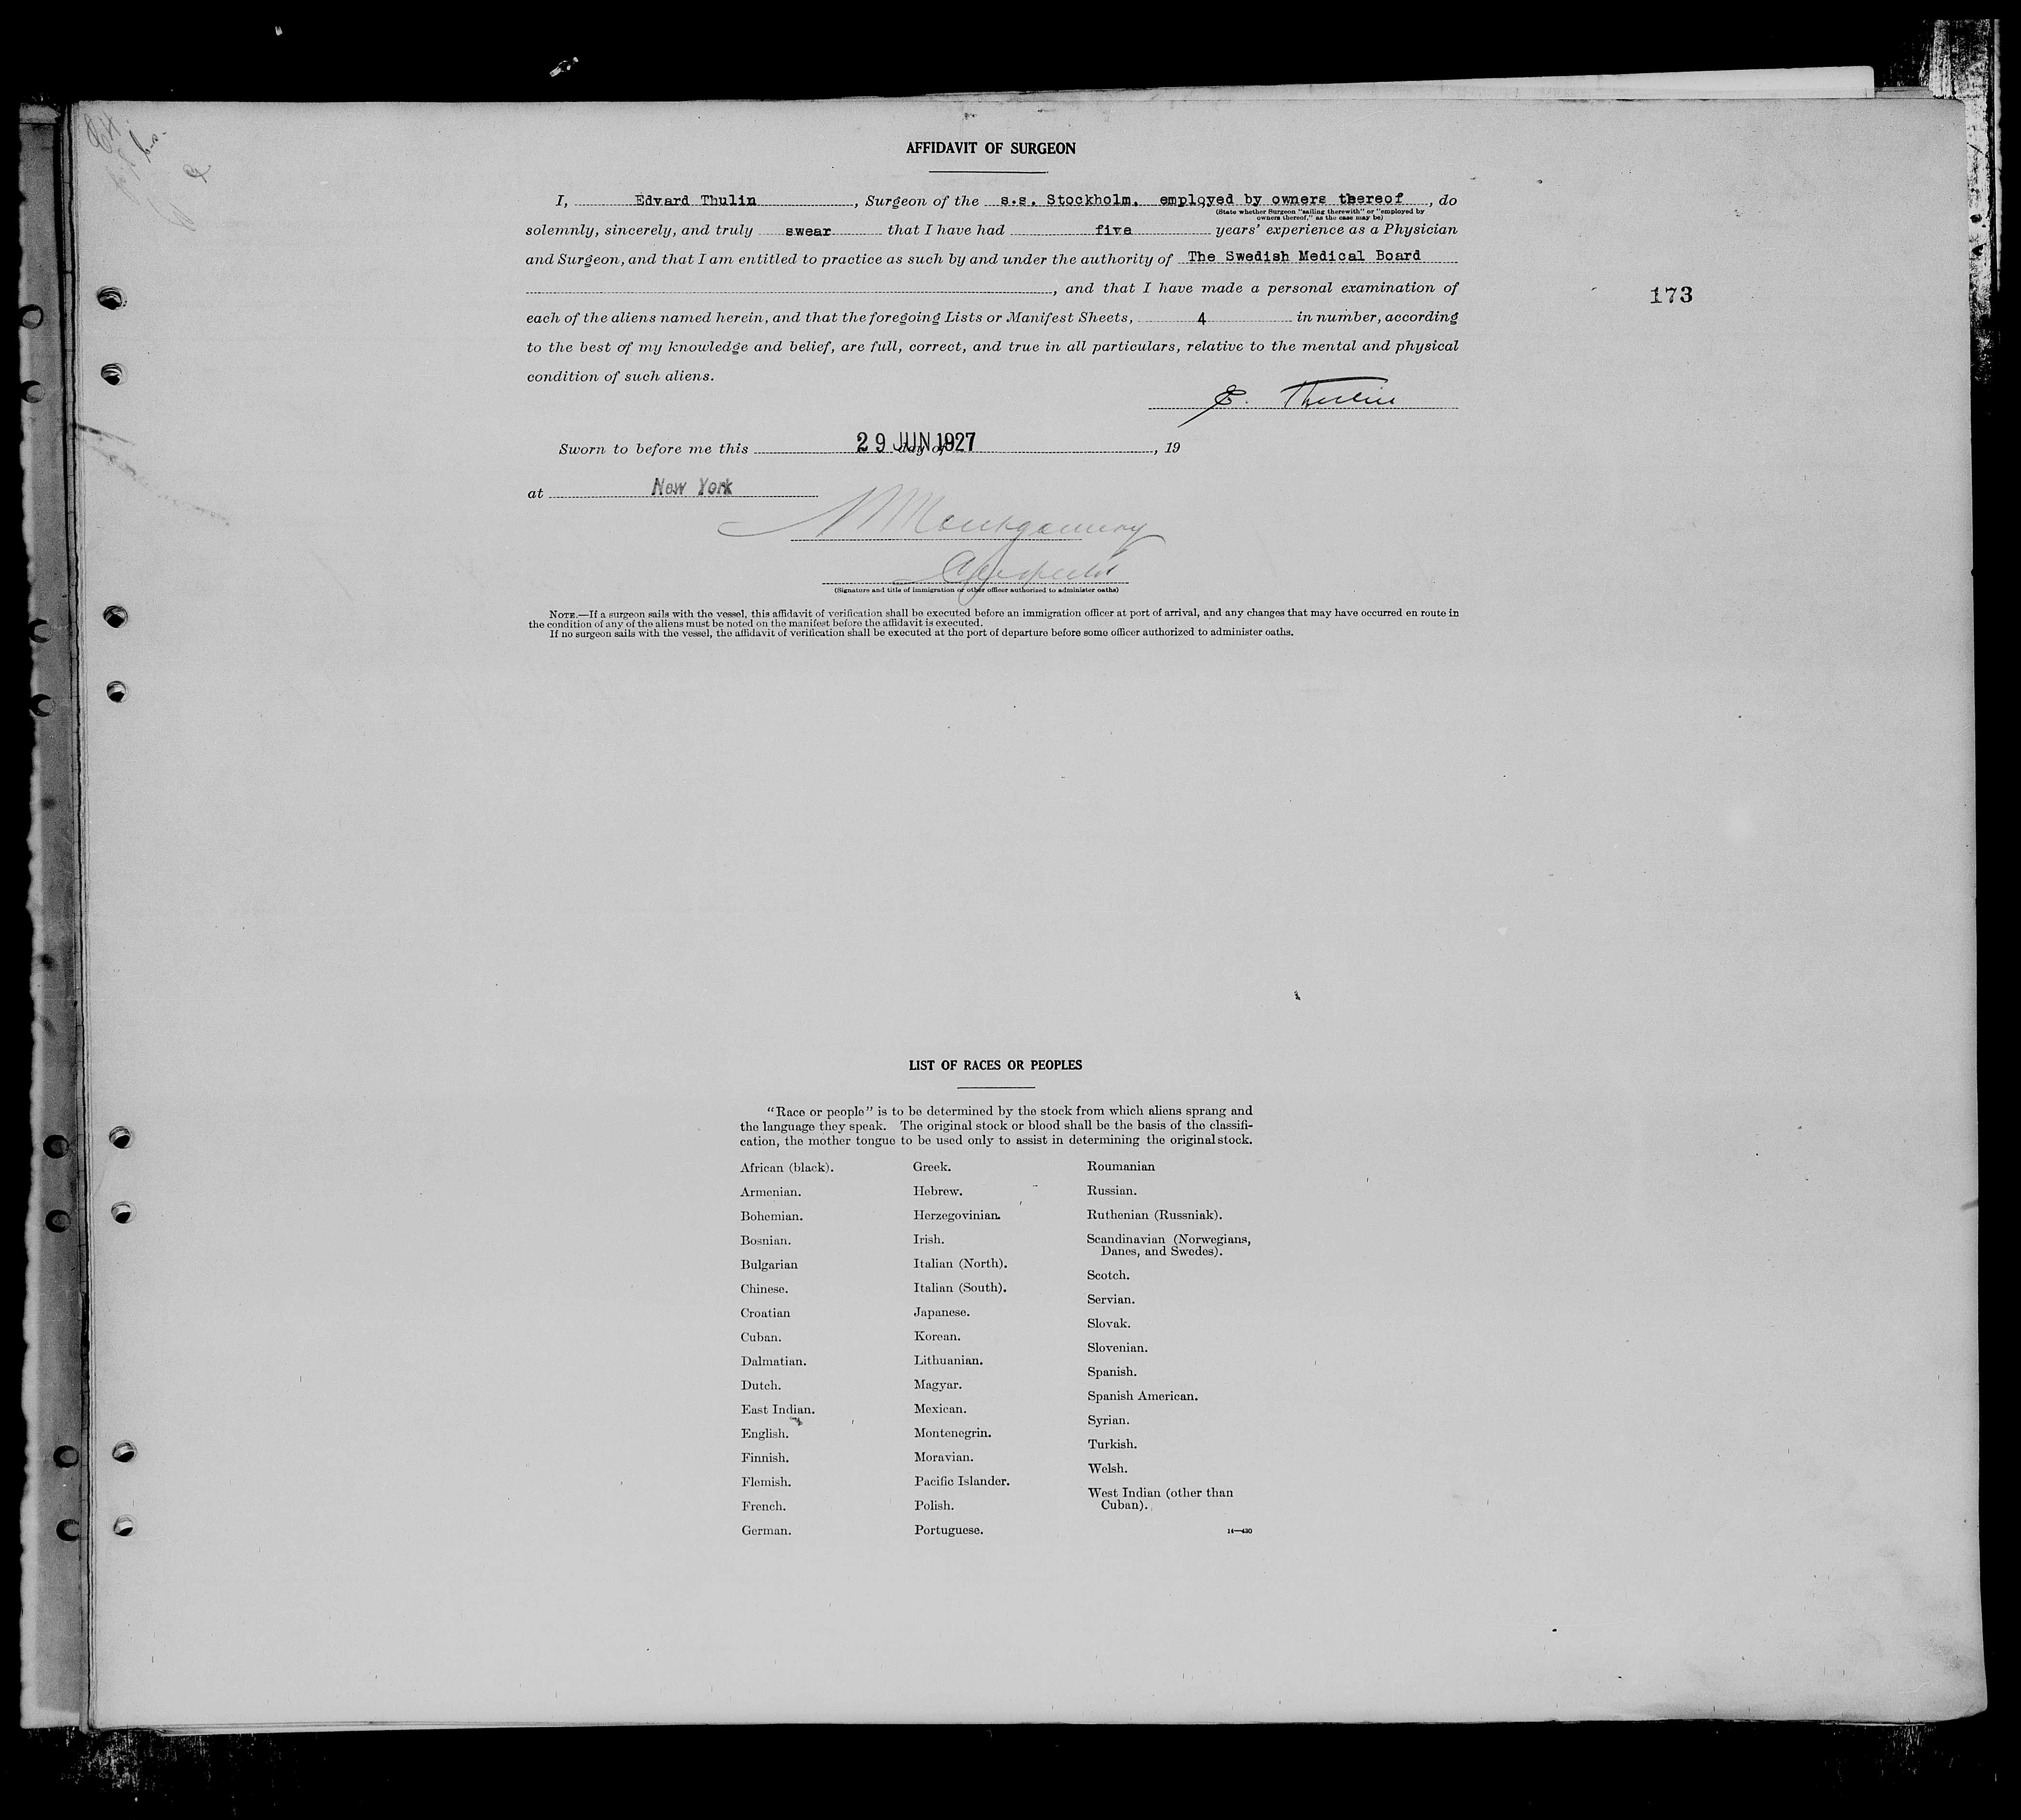 AFFIDAVIT OF SURGEON
I, Edvard Thulin, Surgeon of the s.s. Stockholm, employed by owners thereof, do
(State whether Surgeon "sailing therewith" or "employed by
owners thereof," as the case may be)
solemnly, sincerely, and truly swear that I have had five years' experience as a Physician
and Surgeon, and that I am entitled to practice as such by and under the authority of The Swedish Medical Board
, and that I have made a personal examination of
173
each of the aliens named herein, and that the foregoing Lists or Manifest Sheets, 4 in number, according
to the best of my knowledge and belief, are full, correct, and true in all particulars, relative to the mental and physical
condition of such aliens.
E. Thulin
Sworn to before me this 29 JUN 1927 day of , 19
at New York
Montgomery
(Signature and title of immigration or other officer authorized to administer oaths)
NOTE.—If a surgeon sails with the vessel, this affidavit of verification shall be executed before an immigration officer at port of arrival, and any changes that may have occurred en route in
the condition of any of the aliens must be noted on the manifest before the affidavit is executed.
If no surgeon sails with the vessel, the affidavit of verification shall be executed at the port of departure before some officer authorized to administer oaths.
LIST OF RACES OR PEOPLES
"Race or people" is to be determined by the stock from which aliens sprang and
the language they speak. The original stock or blood shall be the basis of the classifi-
cation, the mother tongue to be used only to assist in determining the original stock.
African (black).
Armenian.
Bohemian.
Bosnian.
Bulgarian
Chinese.
Croatian
Cuban.
Dalmatian.
Dutch.
East Indian.
English.
Finnish.
Flemish.
French.
German.
Greek.
Hebrew.
Herzegovinian.
Irish.
Italian (North).
Italian (South).
Japanese.
Korean.
Lithuanian.
Magyar.
Mexican.
Montenegrin.
Moravian.
Pacific Islander.
Polish.
Portuguese.
Roumanian
Russian.
Ruthenian (Russniak).
Scandinavian (Norwegians,
Danes, and Swedes).
Scotch.
Servian.
Slovak.
Slovenian.
Spanish.
Spanish American.
Syrian.
Turkish.
Welsh.
West Indian (other than
Cuban).
14—430